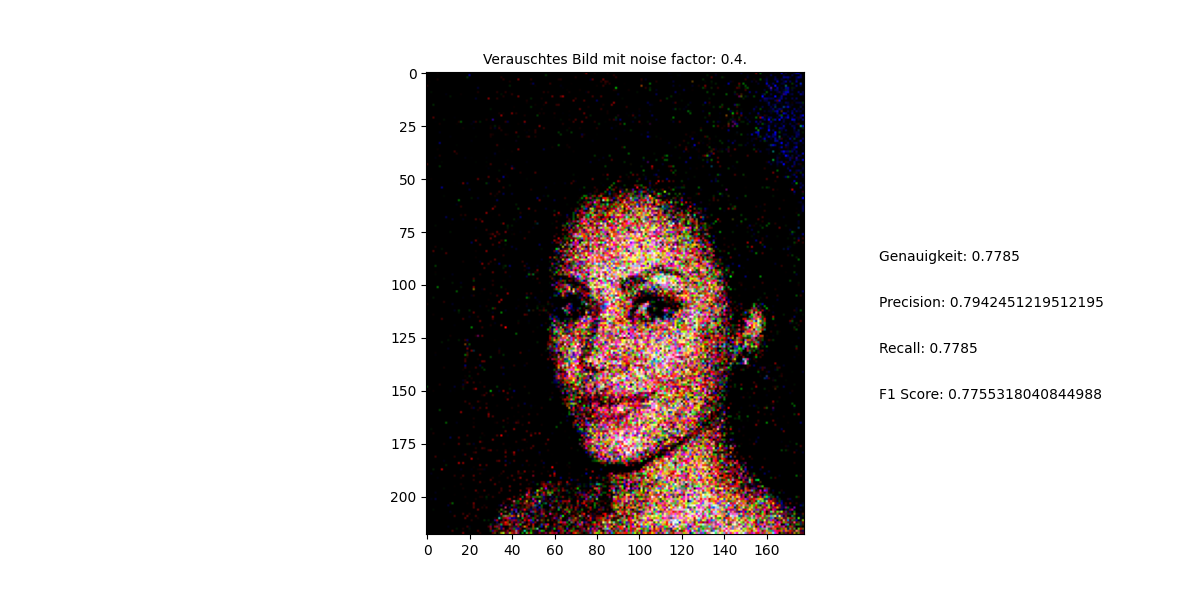 Verauschtes Bild mit noise factor: 0.4.
0
25
50
75
100
125
150
175
200
0 20 40 60 80 100 120 140 160
Genauigkeit: 0.7785
Precision: 0.7942451219512195
Recall: 0.7785
F1 Score: 0.7755318040844988